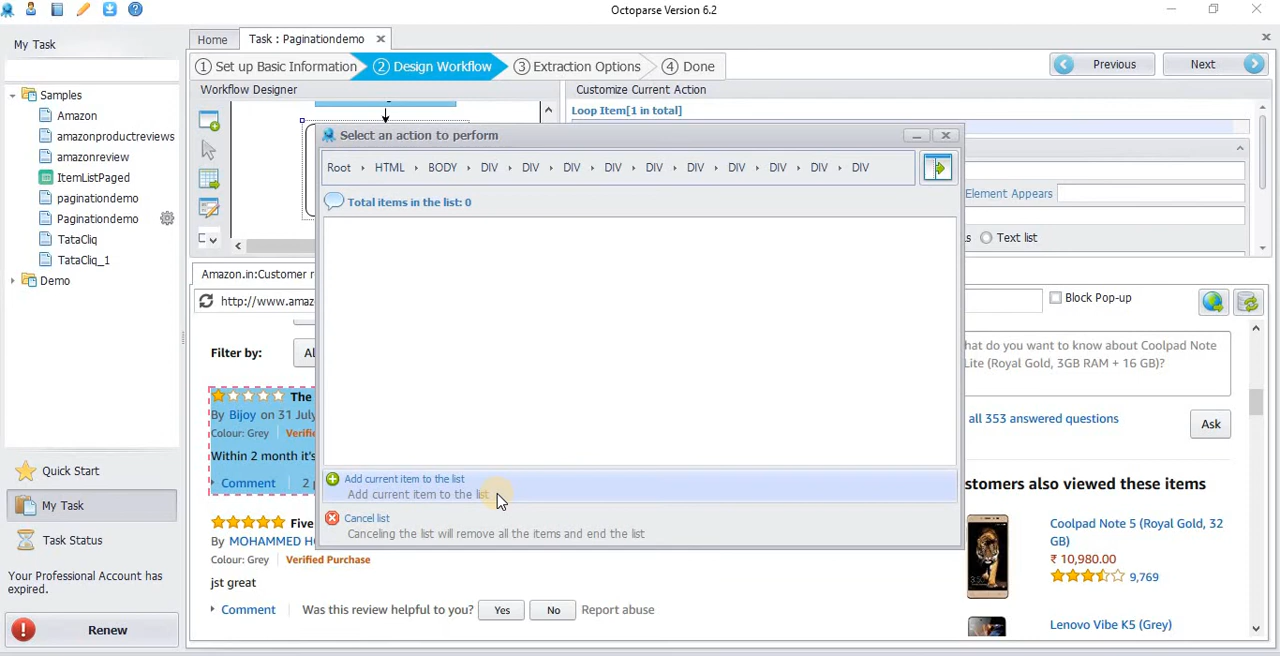 Octoparse Version 6.2
My Task
Home
Task : Paginationdemo
1 Set up Basic Information
2 Design Workflow
3 Extraction Options
4 Done
Previous
Next
Samples
Amazon
amazonproductreviews
amazonreview
ItemListPaged
paginationdemo
Paginationdemo
TataCliq
TataCliq_1
Demo
Quick Start
My Task
Task Status
Your Professional Account has
expired.
Renew
Workflow Designer
Customize Current Action
Loop Item[1 in total]
Element Appears
Text list
Select an action to perform
Root HTML BODY DIV DIV DIV DIV DIV DIV DIV DIV DIV DIV
Total items in the list: 0
Add current item to the list
Add current item to the list
Cancel list
Canceling the list will remove all the items and end the list
Amazon.in:Customer r
http://www.amaz
Block Pop-up
Filter by:
Al
The
By Bijoy on 31 July
Colour: Grey Verifi
Within 2 month it's
Comment 2 p
Five
By MOHAMMED H
Colour: Grey Verified Purchase
jst great
Comment Was this review helpful to you? Yes No Report abuse
hat do you want to know about Coolpad Note
Lite (Royal Gold, 3GB RAM + 16 GB)?
all 353 answered questions
Ask
stomers also viewed these items
Coolpad Note 5 (Royal Gold, 32
GB)
₹ 10,980.00
9,769
Lenovo Vibe K5 (Grey)